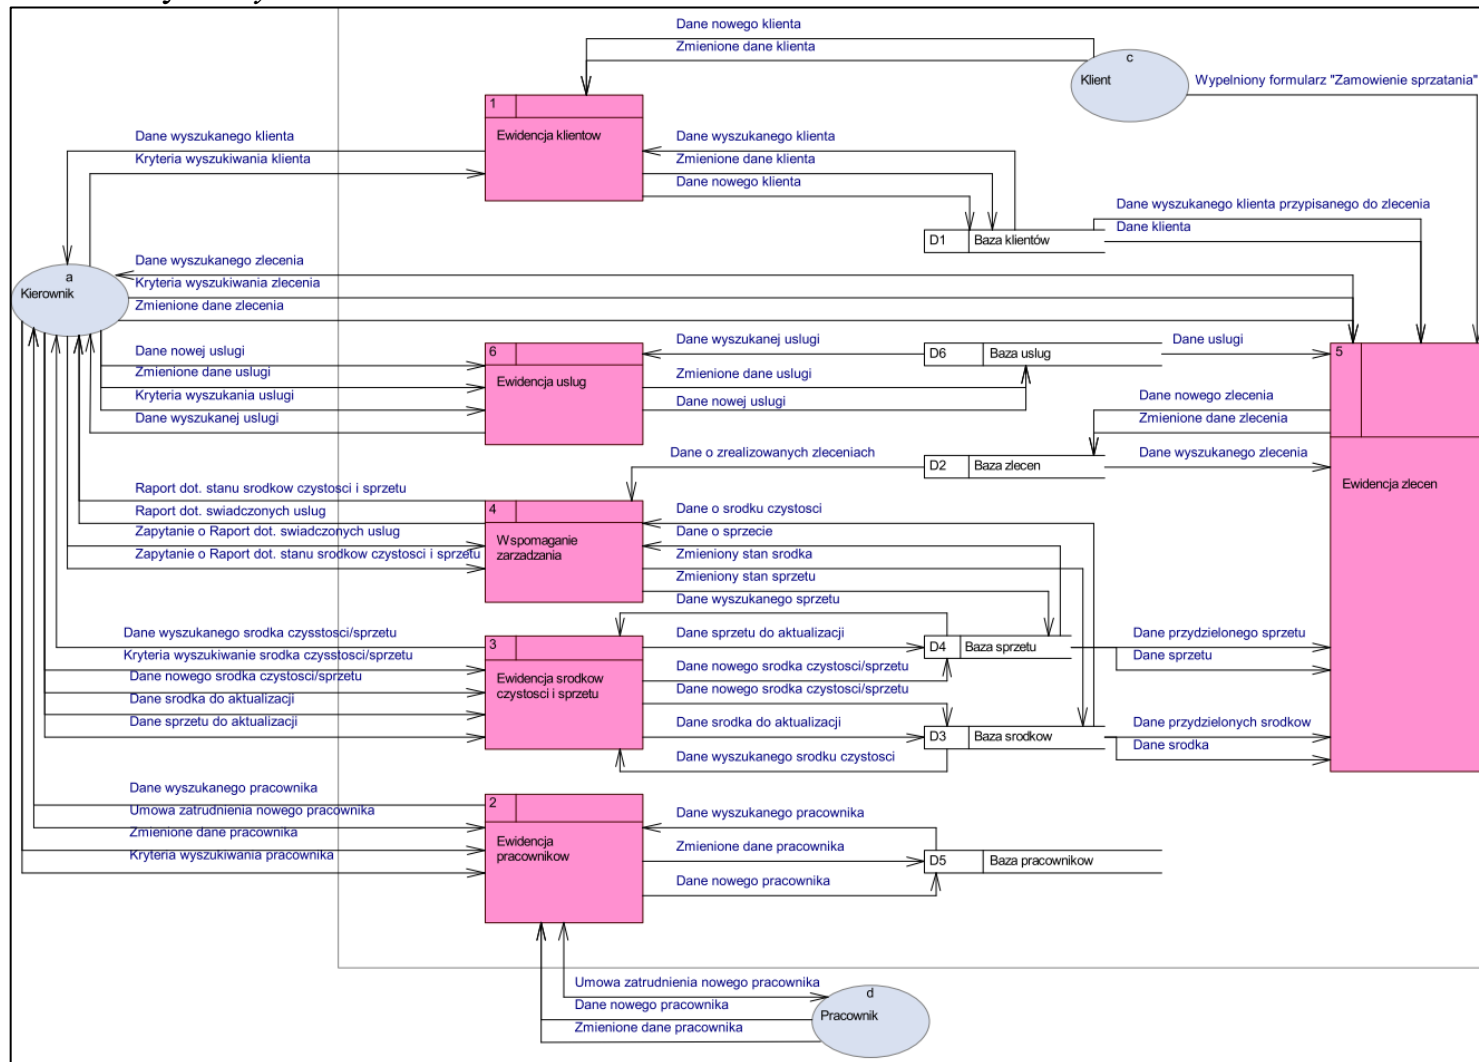 Dane nowego klienta
Zmienione dane klienta
c
Klient
Wypelniony formularz "Zamowienie sprzatania"
1
Ewidencja klientow
Dane wyszukanego klienta
Kryteria wyszukiwania klienta
Dane wyszukanego klienta
Zmienione dane klienta
Dane nowego klienta
Dane wyszukanego klienta przypisanego do zlecenia
Dane klienta
D1 Baza klientów
a
Kierownik
Dane wyszukanego zlecenia
Kryteria wyszukiwania zlecenia
Zmienione dane zlecenia
Dane nowej uslugi
Zmienione dane uslugi
Kryteria wyszukania uslugi
Dane wyszukanej uslugi
6
Ewidencja uslug
Dane wyszukanej uslugi
Zmienione dane uslugi
Dane nowej uslugi
D6 Baza uslug
Dane uslugi
5
Ewidencja zlecen
Dane nowego zlecenia
Zmienione dane zlecenia
Dane wyszukanego zlecenia
Dane o zrealizowanych zleceniach
D2 Baza zlecen
Raport dot. stanu srodkow czystosci i sprzetu
Raport dot. swiadczonych uslug
Zapytanie o Raport dot. swiadczonych uslug
Zapytanie o Raport dot. stanu srodkow czystosci i sprzetu
4
Wspomaganie
zarzadzania
Dane o srodku czystosci
Dane o sprzecie
Zmieniony stan srodka
Zmieniony stan sprzetu
Dane wyszukanego sprzetu
Dane wyszukanego srodka czysstosci/sprzetu
Kryteria wyszukiwanie srodka czysstosci/sprzetu
Dane nowego srodka czystosci/sprzetu
Dane srodka do aktualizacji
Dane sprzetu do aktualizacji
3
Ewidencja srodkow
czystosci i sprzetu
Dane sprzetu do aktualizacji
Dane nowego srodka czystosci/sprzetu
Dane nowego srodka czystosci/sprzetu
Dane srodka do aktualizacji
Dane wyszukanego srodku czystosci
D4 Baza sprzetu
Dane przydzielonego sprzetu
Dane sprzetu
D3 Baza srodkow
Dane przydzielonych srodkow
Dane srodka
Dane wyszukanego pracownika
Umowa zatrudnienia nowego pracownika
Zmienione dane pracownika
Kryteria wyszukiwania pracownika
2
Ewidencja
pracownikow
Dane wyszukanego pracownika
Zmienione dane pracownika
Dane nowego pracownika
D5 Baza pracownikow
Umowa zatrudnienia nowego pracownika
Dane nowego pracownika
Zmienione dane pracownika
d
Pracownik